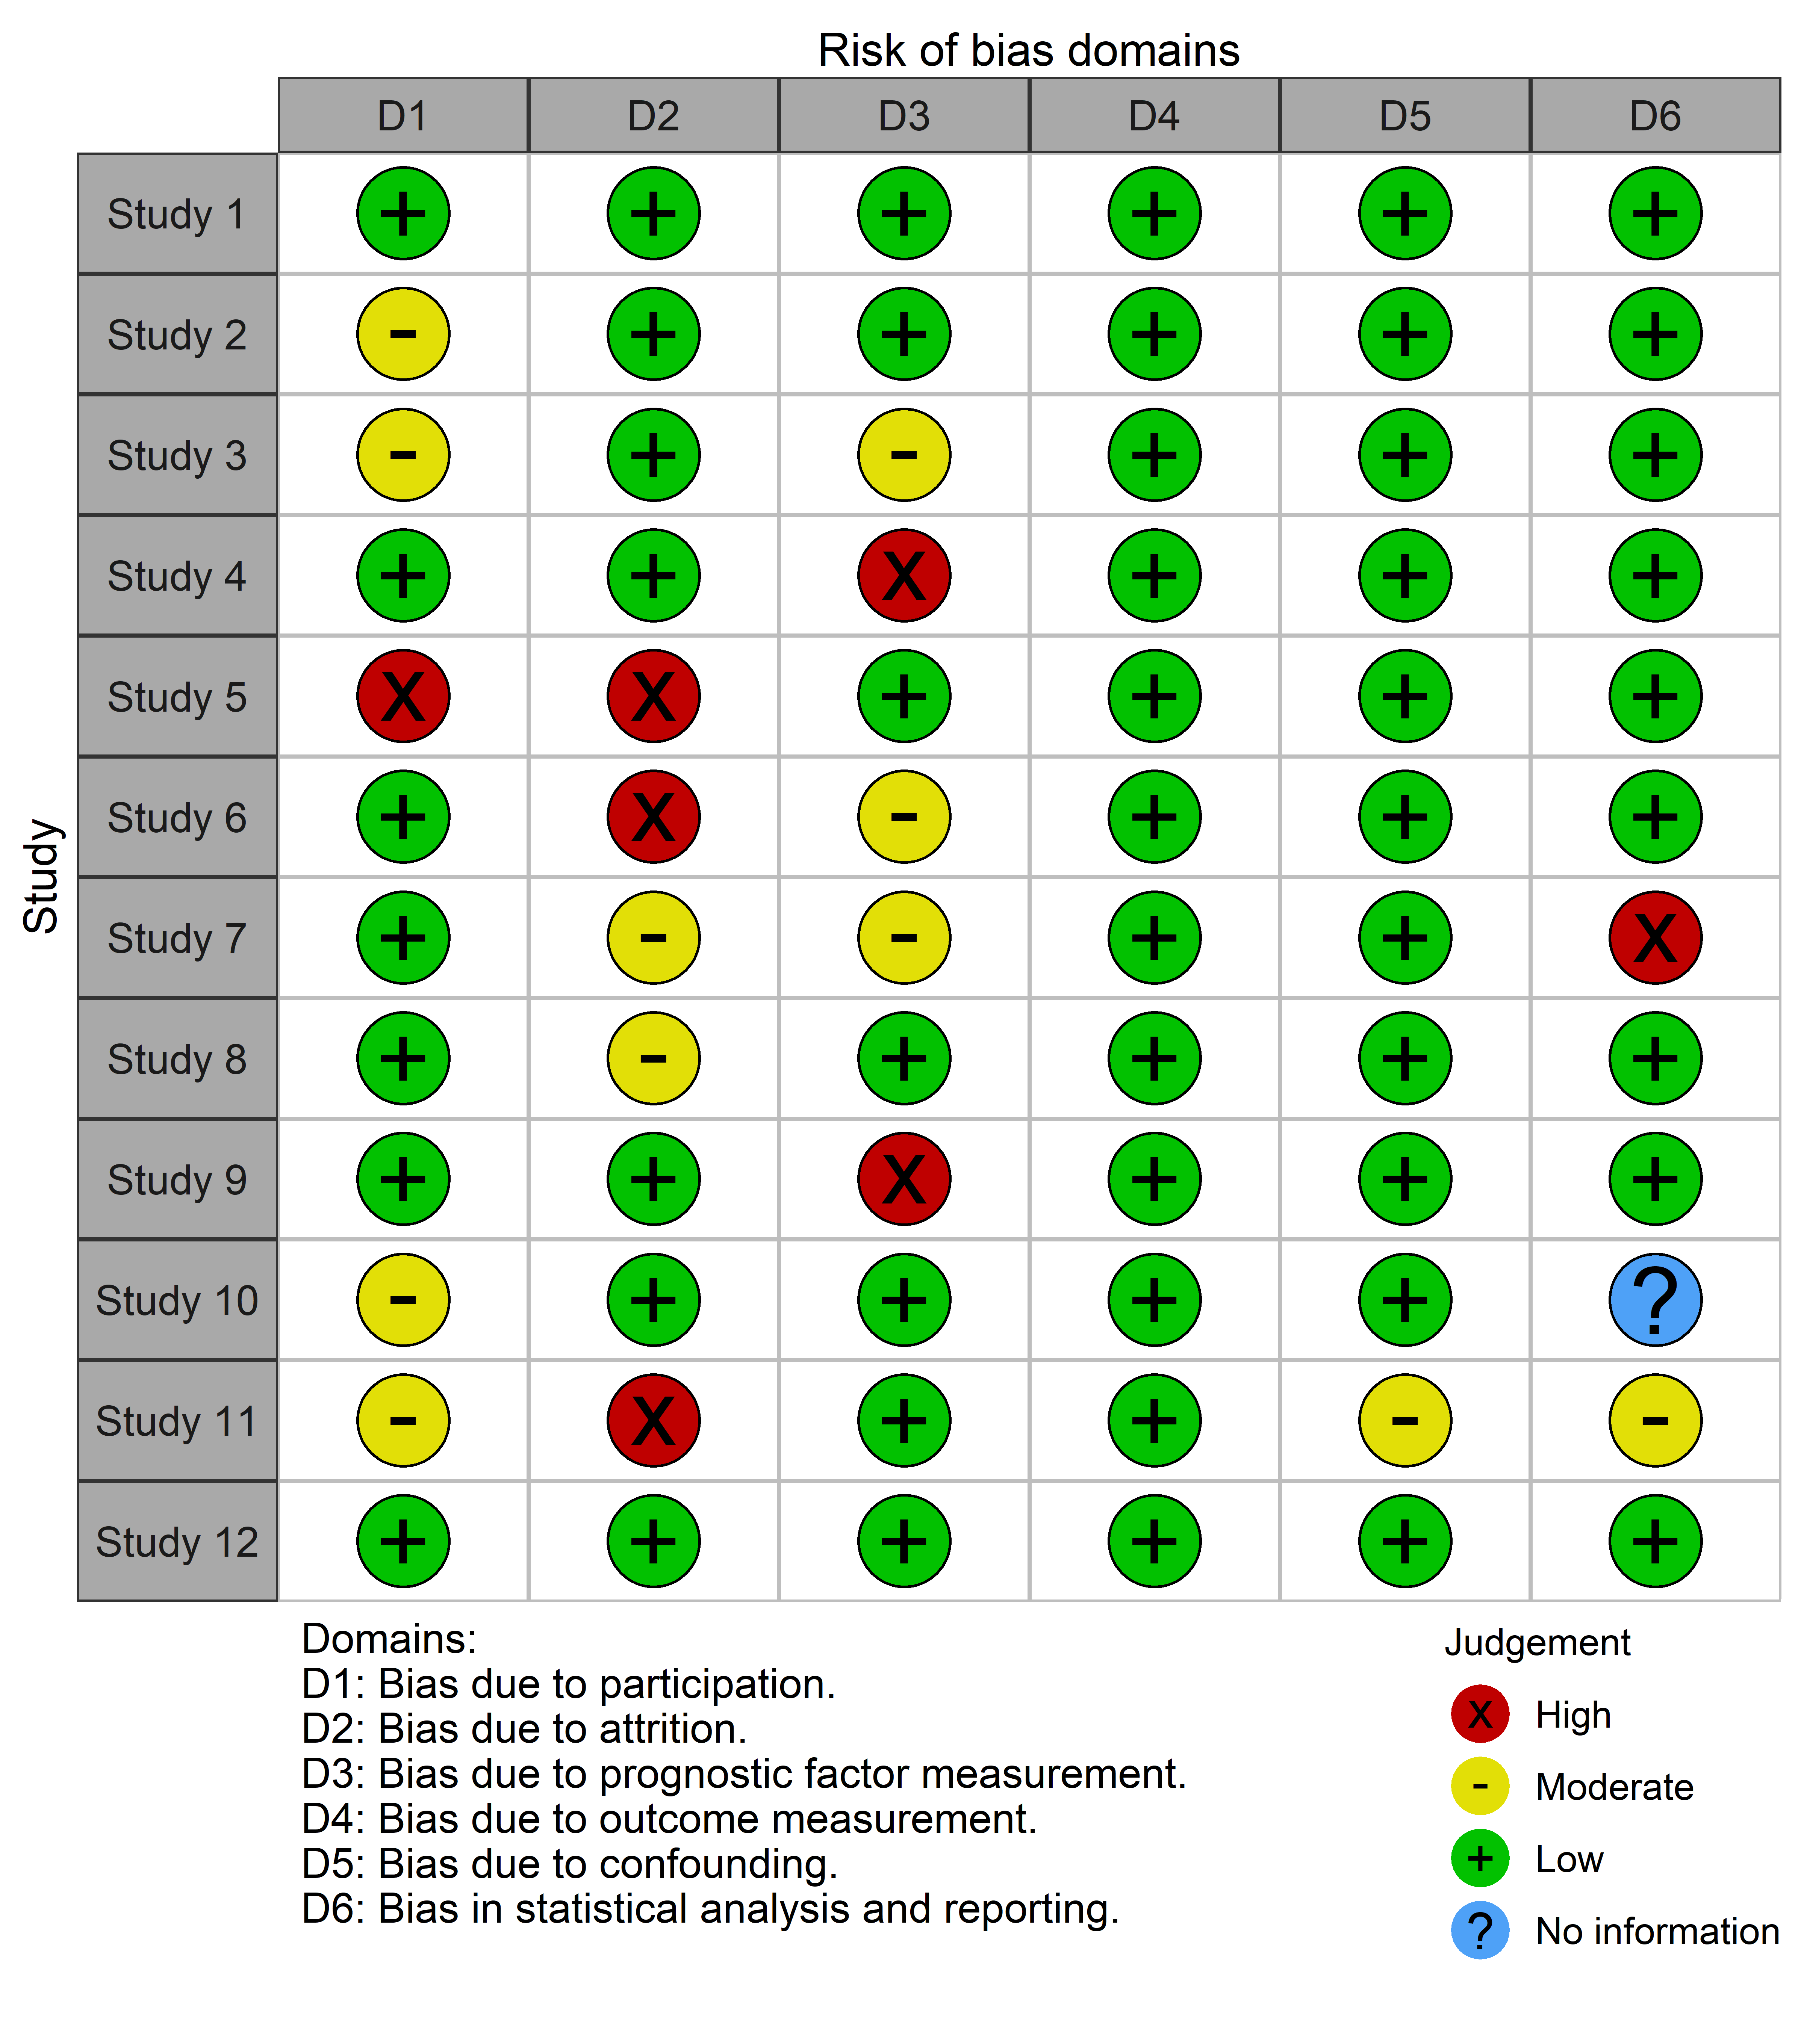 Risk of bias domains
D1 D2 D3 D4 D5 D6
Study
Study 1 + + + + + +
Study 2 - + + + + +
Study 3 - + - + + +
Study 4 + + X + + +
Study 5 X X + + + +
Study 6 + X - + + +
Study 7 + - - + + X
Study 8 + - + + + +
Study 9 + + X + + +
Study 10 - + + + + ?
Study 11 - X + + - -
Study 12 + + + + + +
Domains:
D1: Bias due to participation.
D2: Bias due to attrition.
D3: Bias due to prognostic factor measurement.
D4: Bias due to outcome measurement.
D5: Bias due to confounding.
D6: Bias in statistical analysis and reporting.
Judgement
X High
- Moderate
+ Low
? No information